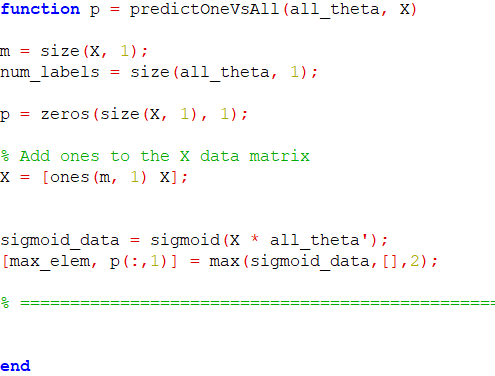 function p = predictOneVsAll(all_theta, X)
m = size(X, 1);
num_labels = size(all_theta, 1);
p = zeros(size(X, 1), 1);
% Add ones to the X data matrix
X = [ones(m, 1) X];
sigmoid_data = sigmoid(X * all_theta');
[max_elem, p(:,1)] = max(sigmoid_data,[],2);
% ================================================
end